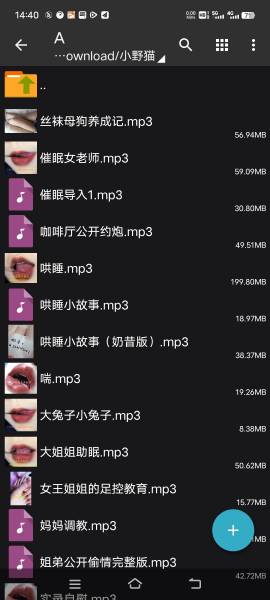 14:40
A
…ownload/小野猫
..
丝袜母狗养成记.mp3
56.94MB
催眠女老师.mp3
59.09MB
催眠导入1.mp3
30.80MB
咖啡厅公开约炮.mp3
49.51MB
哄睡.mp3
199.80MB
哄睡小故事.mp3
18.97MB
哄睡小故事（奶昔版）.mp3
38.37MB
喘.mp3
19.26MB
大兔子小兔子.mp3
8.38MB
大姐姐助眠.mp3
50.62MB
女王姐姐的足控教育.mp3
15.77MB
妈妈调教.mp3
姐弟公开偷情完整版.mp3
42.72MB